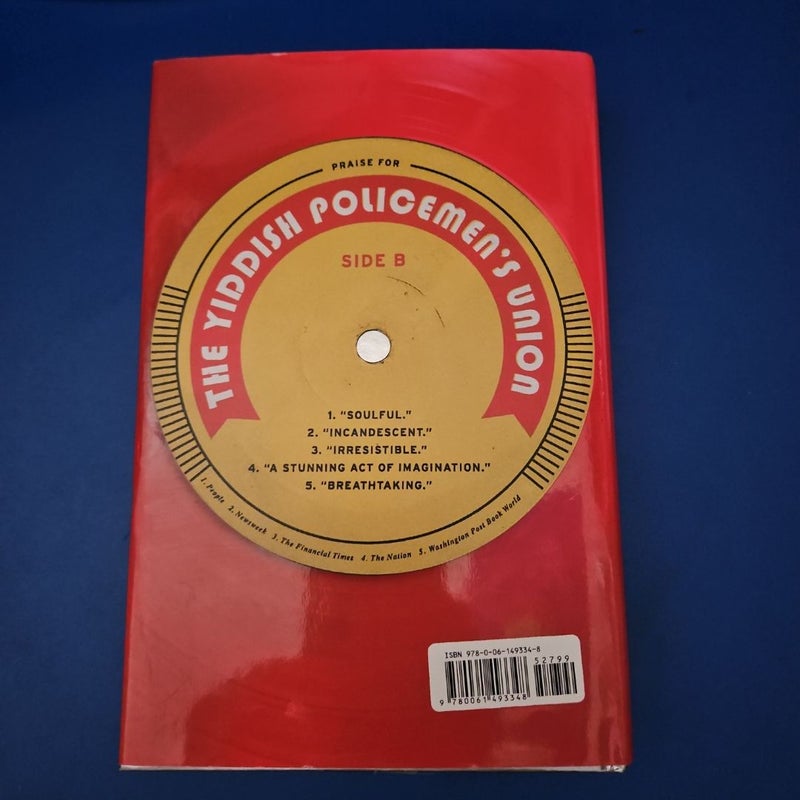 PRAISE FOR
THE YIDDISH POLICEMEN'S UNION
SIDE B
1. "SOULFUL."
2. "INCANDESCENT."
3. "IRRESISTIBLE."
4. "A STUNNING ACT OF IMAGINATION."
5. "BREATHTAKING."
1. People 2. Newsweek 3. The Financial Times 4. The Nation 5. Washington Post Book World
ISBN 978-0-06-149334-8
52799
9 780061 493348